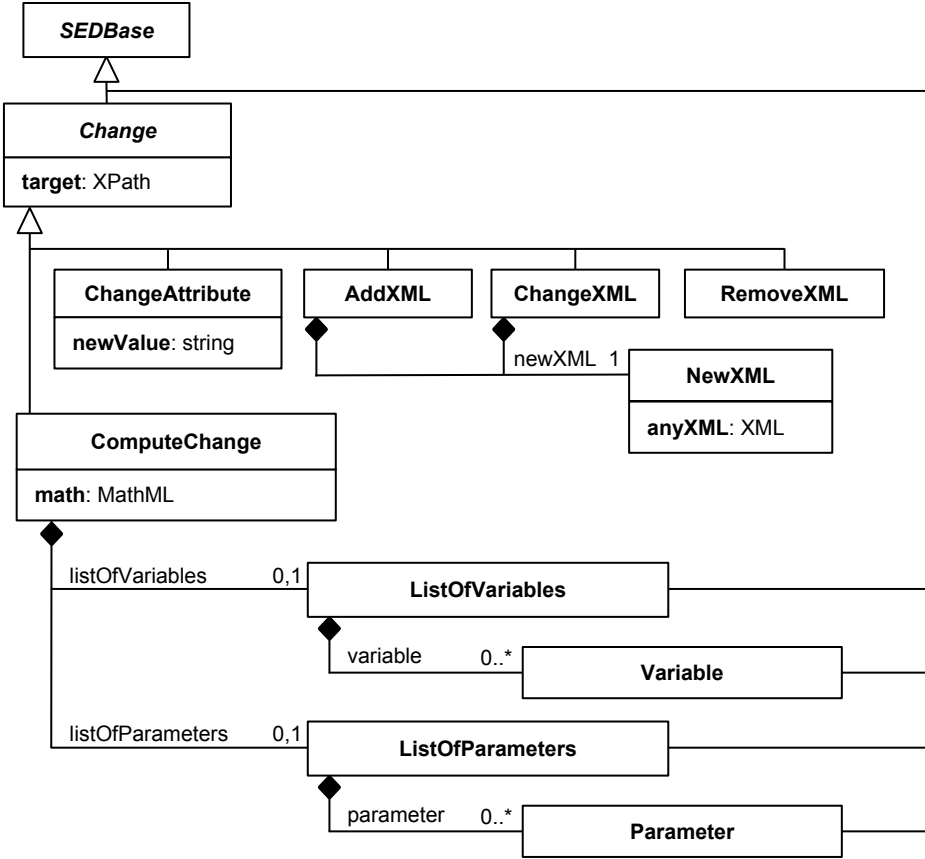 SEDBase
Change
target: XPath
ChangeAttribute
newValue: string
AddXML
ChangeXML
RemoveXML
newXML 1
NewXML
anyXML: XML
ComputeChange
math: MathML
listOfVariables 0,1
ListOfVariables
variable 0..*
Variable
listOfParameters 0,1
ListOfParameters
parameter 0..*
Parameter